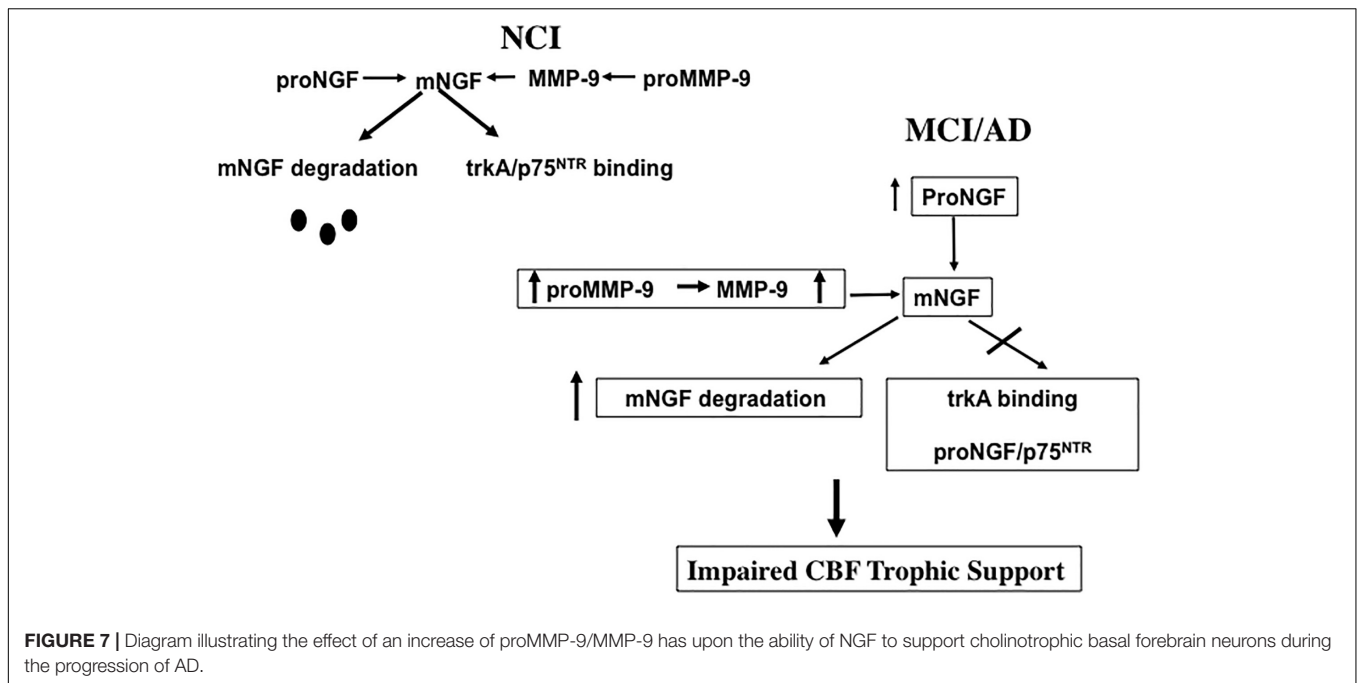 NCI
proNGF → mNGF ← MMP-9 ← proMMP-9
mNGF degradation trkA/p75NTR binding
MCI/AD
↑ ProNGF
↑ proMMP-9 → MMP-9 ↑
mNGF
↑ mNGF degradation
trkA binding
proNGF/p75NTR
Impaired CBF Trophic Support
FIGURE 7 | Diagram illustrating the effect of an increase of proMMP-9/MMP-9 has upon the ability of NGF to support cholinotrophic basal forebrain neurons during
the progression of AD.